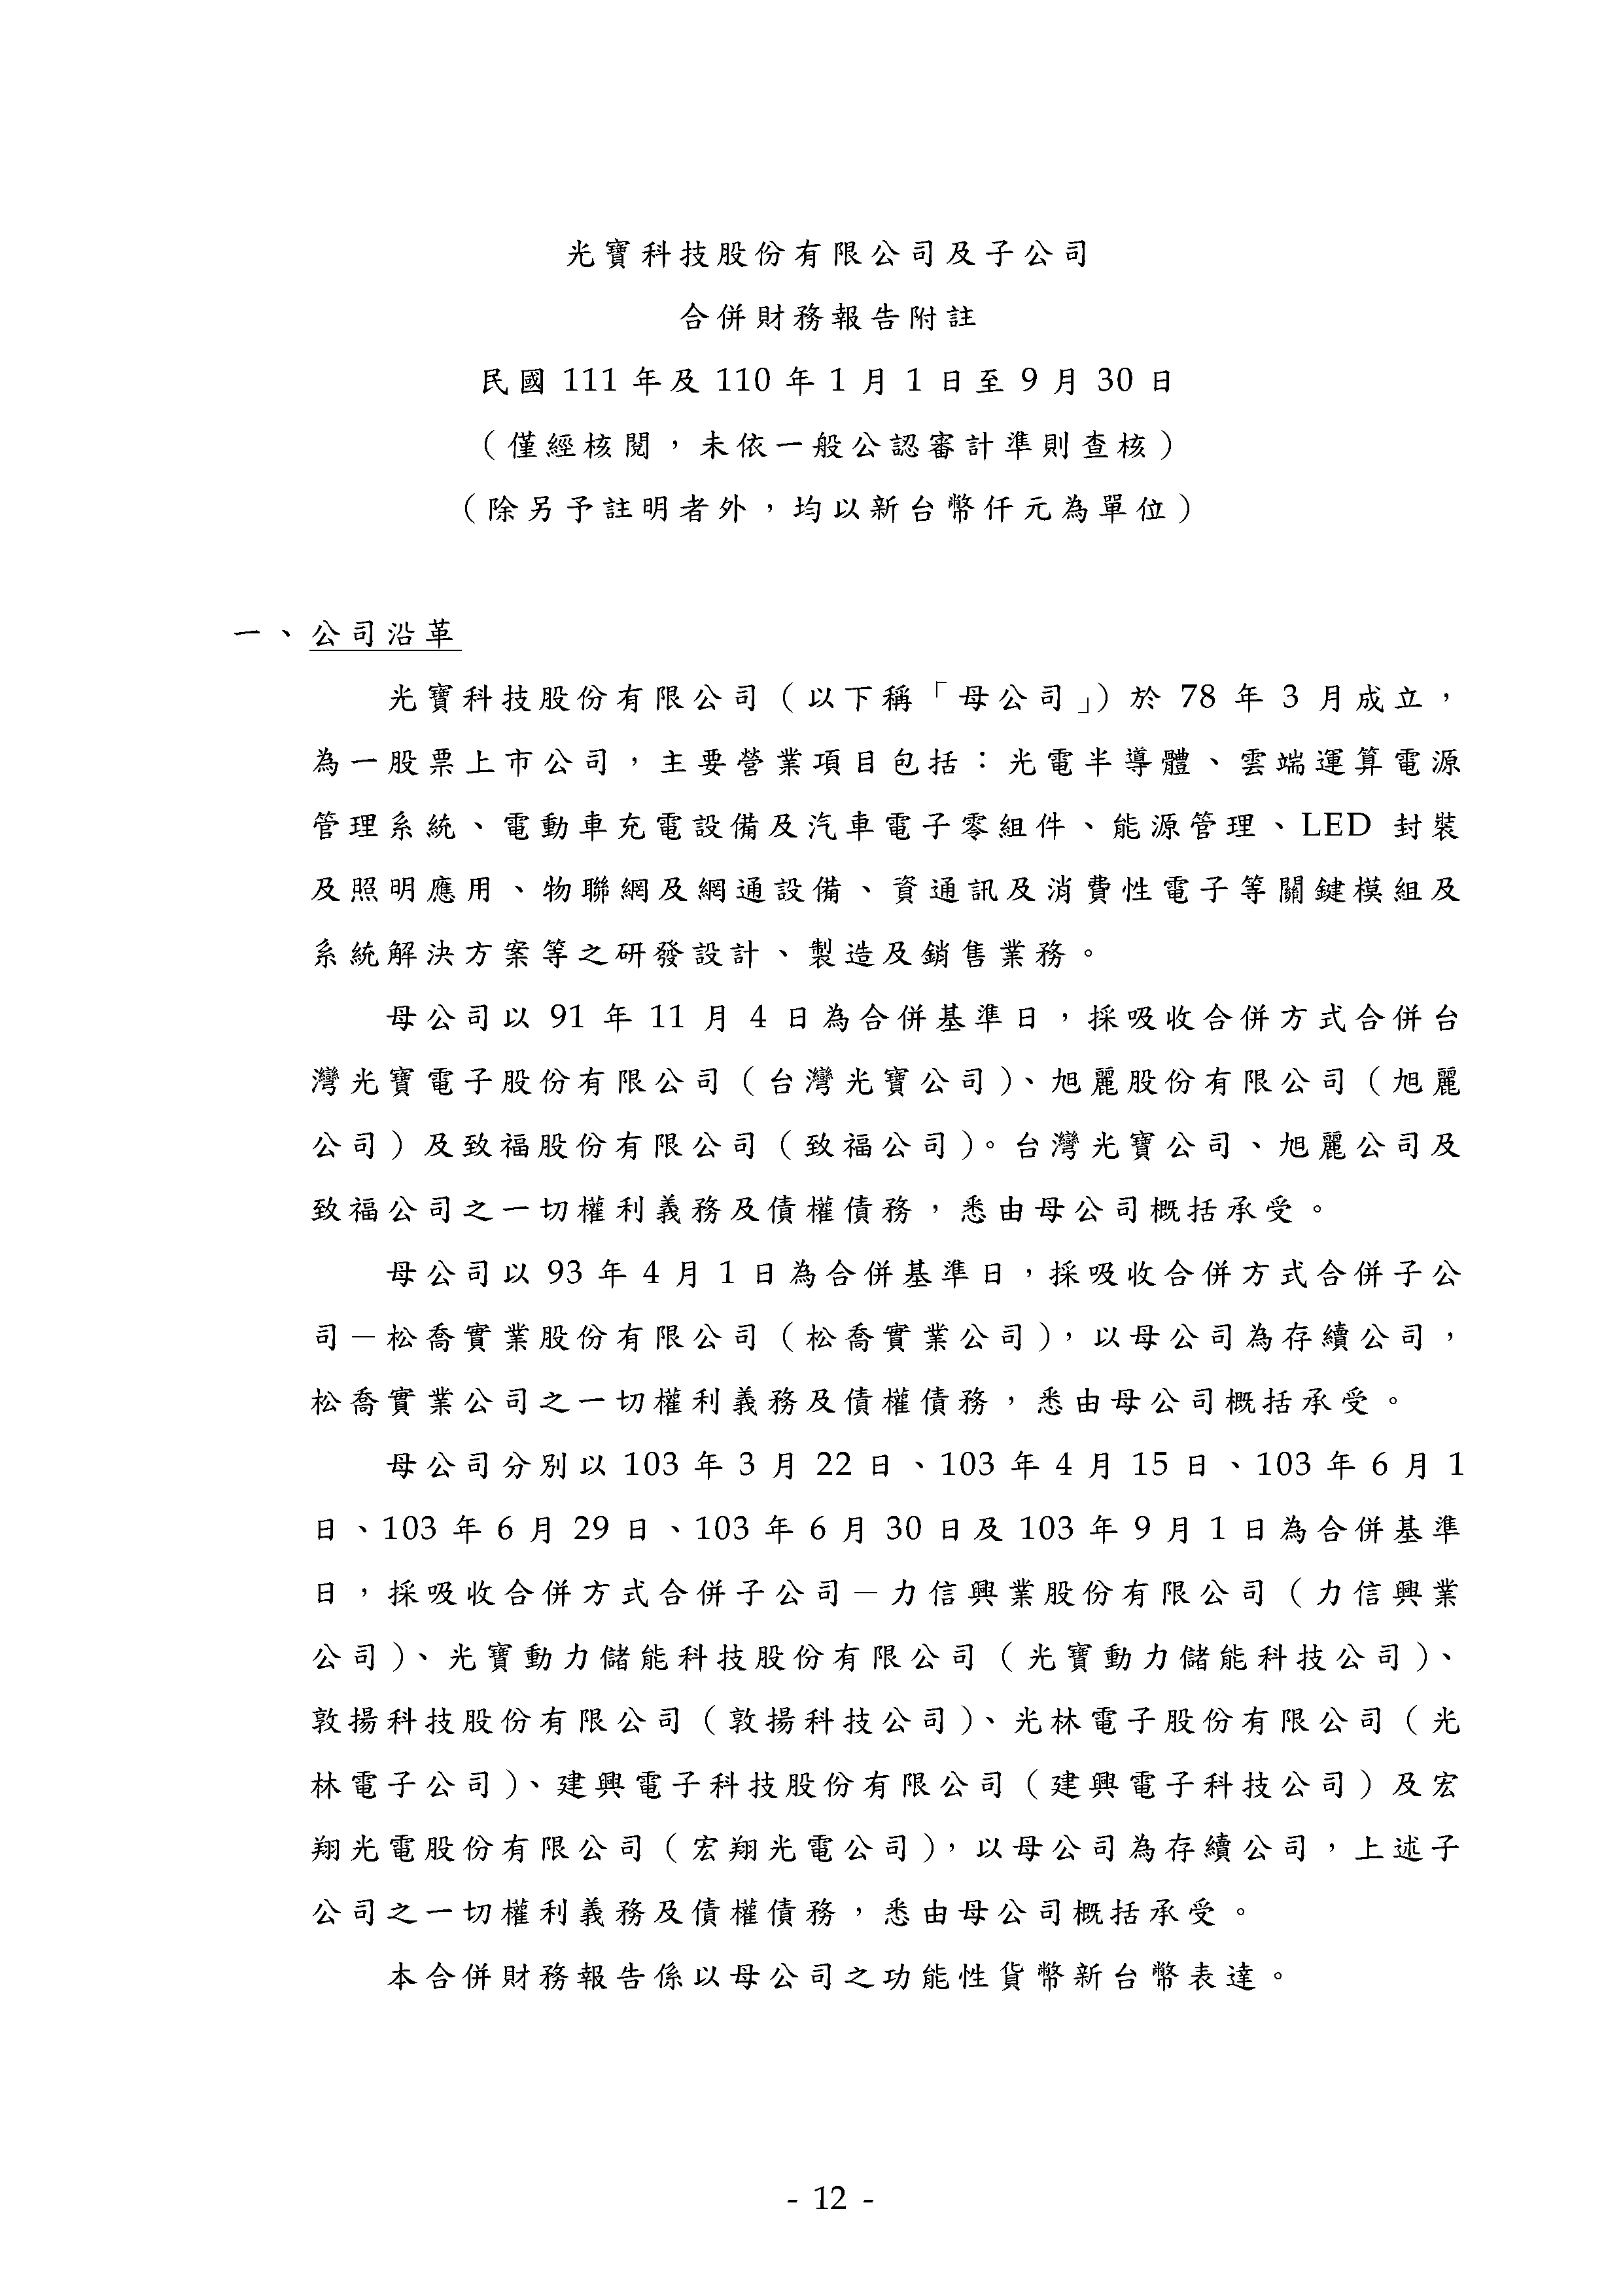 光寶科技股份有限公司及子公司
合併財務報告附註
民國 111 年及 110 年 1 月 1 日至 9 月 30 日
（僅經核閱，未依一般公認審計準則查核）
（除另予註明者外，均以新台幣仟元為單位）
一、公司沿革
光寶科技股份有限公司（以下稱「母公司」）於 78 年 3 月成立，
為一股票上市公司，主要營業項目包括：光電半導體、雲端運算電源
管理系統、電動車充電設備及汽車電子零組件、能源管理、LED 封裝
及照明應用、物聯網及網通設備、資通訊及消費性電子等關鍵模組及
系統解決方案等之研發設計、製造及銷售業務。
母公司以 91 年 11 月 4 日為合併基準日，採吸收合併方式合併台
灣光寶電子股份有限公司（台灣光寶公司）、旭麗股份有限公司（旭麗
公司）及致福股份有限公司（致福公司）。台灣光寶公司、旭麗公司及
致福公司之一切權利義務及債權債務，悉由母公司概括承受。
母公司以 93 年 4 月 1 日為合併基準日，採吸收合併方式合併子公
司－松喬實業股份有限公司（松喬實業公司），以母公司為存續公司，
松喬實業公司之一切權利義務及債權債務，悉由母公司概括承受。
母公司分別以 103 年 3 月 22 日、103 年 4 月 15 日、103 年 6 月 1
日、103 年 6 月 29 日、103 年 6 月 30 日及 103 年 9 月 1 日為合併基準
日，採吸收合併方式合併子公司－力信興業股份有限公司（力信興業
公司）、光寶動力儲能科技股份有限公司（光寶動力儲能科技公司）、
敦揚科技股份有限公司（敦揚科技公司）、光林電子股份有限公司（光
林電子公司）、建興電子科技股份有限公司（建興電子科技公司）及宏
翔光電股份有限公司（宏翔光電公司），以母公司為存續公司，上述子
公司之一切權利義務及債權債務，悉由母公司概括承受。
本合併財務報告係以母公司之功能性貨幣新台幣表達。
- 12 -